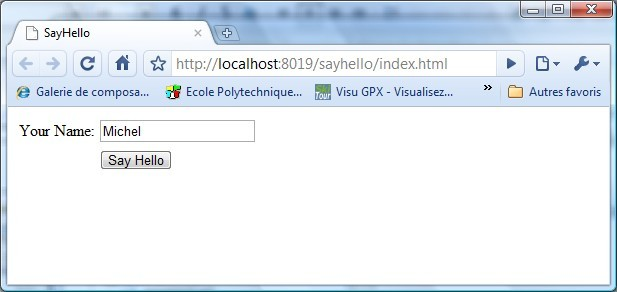 SayHello
http://localhost:8019/sayhello/index.html
Galerie de composa... Ecole Polytechnique... Visu GPX - Visualisez... » Autres favoris
Your Name: Michel
Say Hello